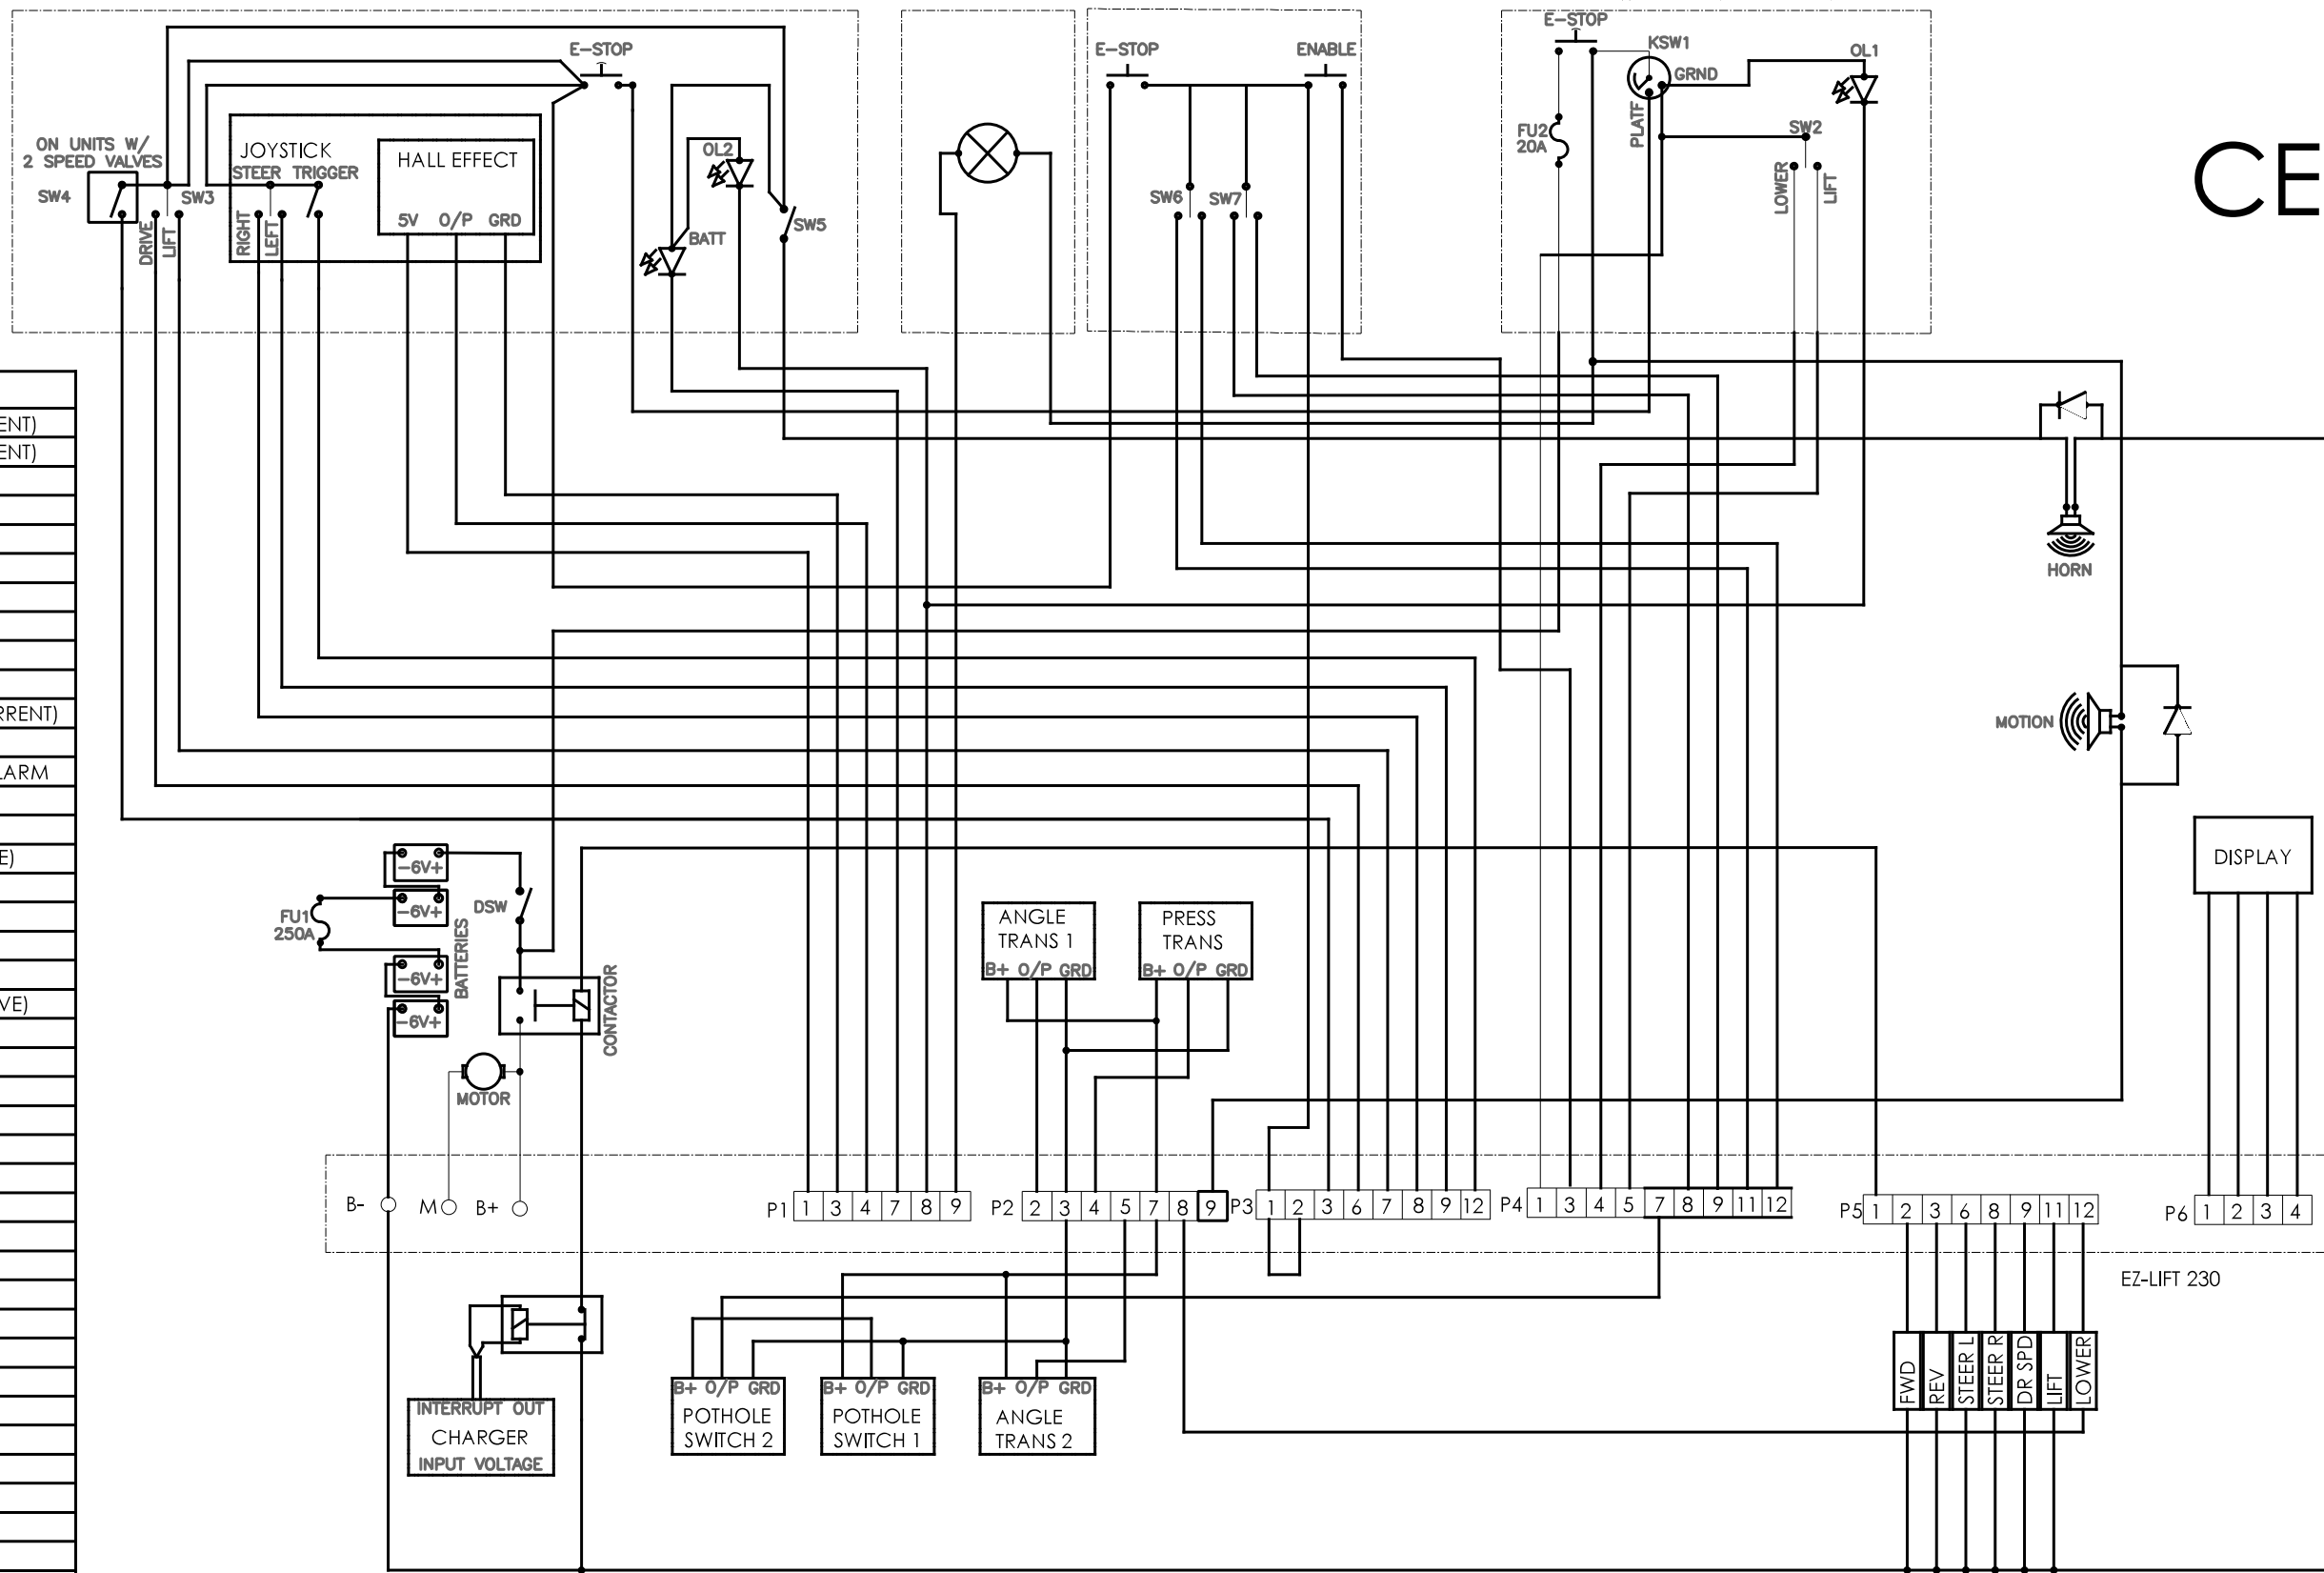 CE
E-STOP
E-STOP
ENABLE
E-STOP
KSW1
GRND
OL1
PLATF
FU2
20A
SW2
LOWER
LIFT
ON UNITS W/
2 SPEED VALVES
SW4
SW3
DRIVE
LIFT
JOYSTICK
STEER TRIGGER
RIGHT
LEFT
HALL EFFECT
5V O/P GRD
OL2
BATT
SW5
SW6
SW7
ENT)
ENT)
RRENT)
LARM
E)
VE)
HORN
MOTION
DISPLAY
-6V+
-6V+
-6V+
-6V+
BATTERIES
FU1
250A
DSW
CONTACTOR
MOTOR
ANGLE
TRANS 1
B+ O/P GRD
PRESS
TRANS
B+ O/P GRD
B-
M
B+
P1 1 3 4 7 8 9
P2 2 3 4 5 7 8 9
P3 1 2 3 6 7 8 9 12
P4 1 3 4 5 7 8 9 11 12
P5 1 2 3 6 8 9 11 12
P6 1 2 3 4
EZ-LIFT 230
FWD
REV
STEER L
STEER R
DR SPD
LIFT
LOWER
INTERRUPT OUT
CHARGER
INPUT VOLTAGE
B+ O/P GRD
POTHOLE
SWITCH 2
B+ O/P GRD
POTHOLE
SWITCH 1
B+ O/P GRD
ANGLE
TRANS 2